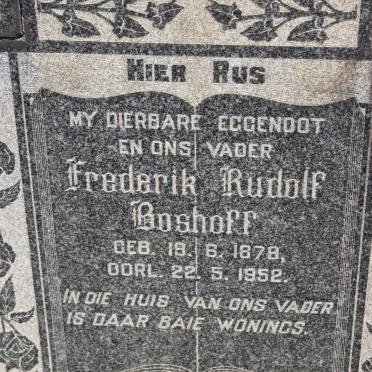 HIER RUS
MY DIERBARE EGGENOOT
EN ONS VADER
Frederik Rudolf
Boshoff
GEB. 19. 6. 1878,
OORL. 22. 5. 1952.
IN DIE HUIS VAN ONS VADER
IS DAAR BAIE WONINGS.